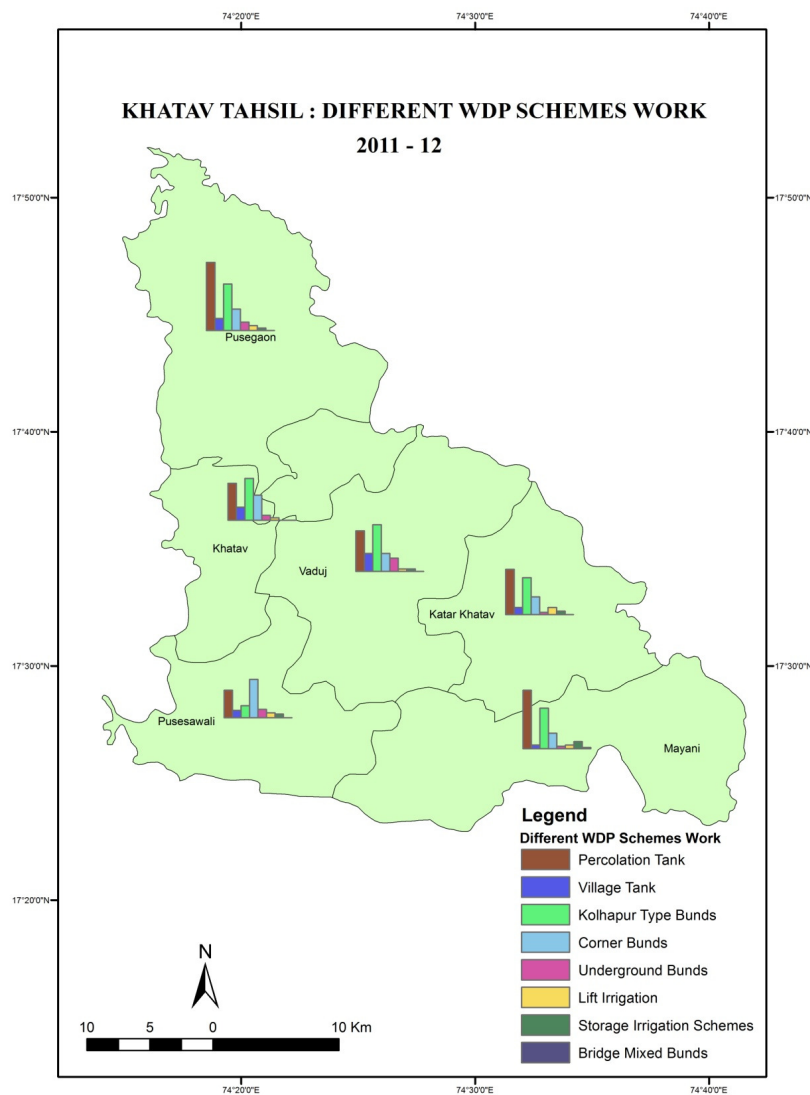 74°20'0"E
74°30'0"E
74°40'0"E
KHATAV TAHSIL : DIFFERENT WDP SCHEMES WORK
2011 - 12
17°50'0"N
17°50'0"N
Pusegaon
17°40'0"N
17°40'0"N
Khatav
Vaduj
Katar Khatav
17°30'0"N
17°30'0"N
Pusesawali
Mayani
Legend
Different WDP Schemes Work
Percolation Tank
Village Tank
Kolhapur Type Bunds
Corner Bunds
Underground Bunds
Lift Irrigation
Storage Irrigation Schemes
Bridge Mixed Bunds
17°20'0"N
17°20'0"N
N
10 5 0 10 Km
74°20'0"E
74°30'0"E
74°40'0"E